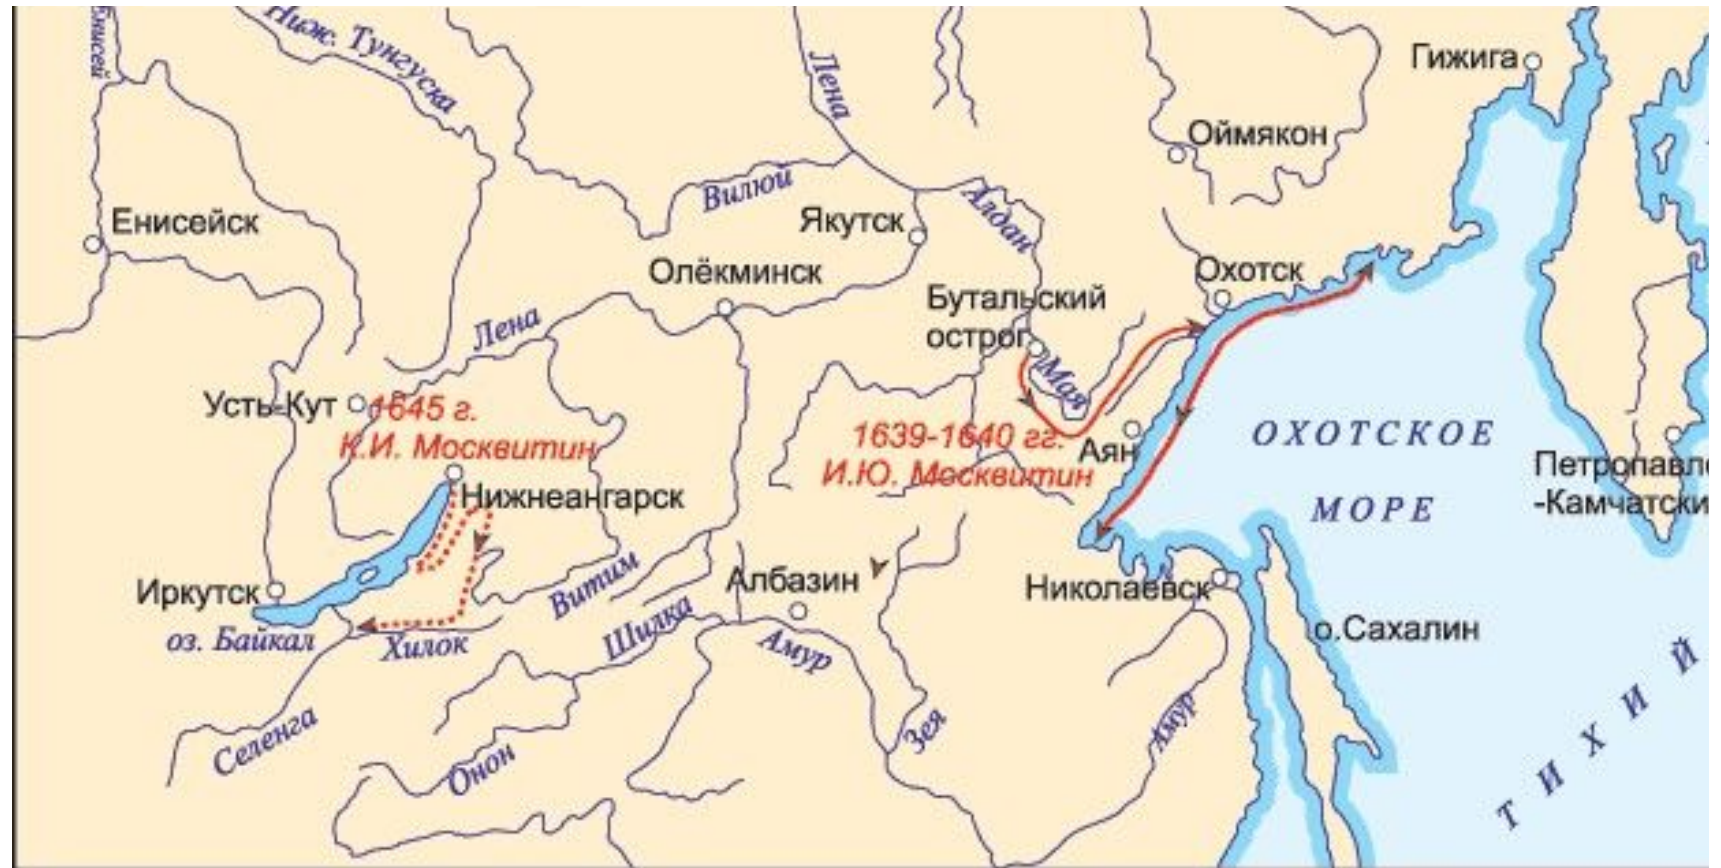 Енисей
Ниж. Тунгуска
Лена
Гижига
Оймякон
Вилюй
Алдан
Енисейск
Якутск
Олёкминск
Охотск
Бутальский
острог
Лена
Мая
Усть-Кут
1645 г.
К.И. Москвитин
1639-1640 гг.
И.Ю. Москвитин
Аян
ОХОТСКОЕ
МОРЕ
Петропавло
-Камчатски
Нижнеангарск
Иркутск
оз. Байкал
Хилок
Витим
Шилка
Албазин
Амур
Николаевск
о.Сахалин
Селенга
Онон
Зея
Амур
ТИХИЙ